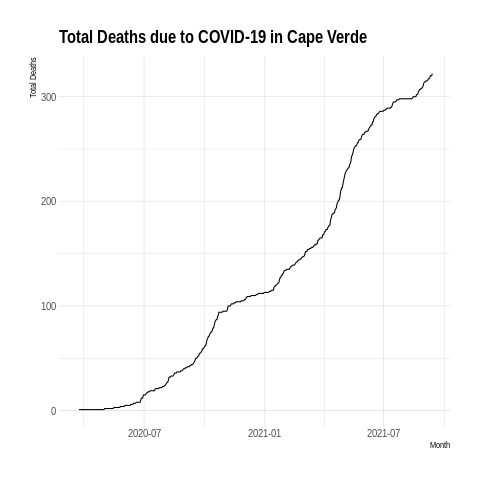 Total Deaths due to COVID-19 in Cape Verde
Total Deaths
300
200
100
0
2020-07 2021-01 2021-07
Month